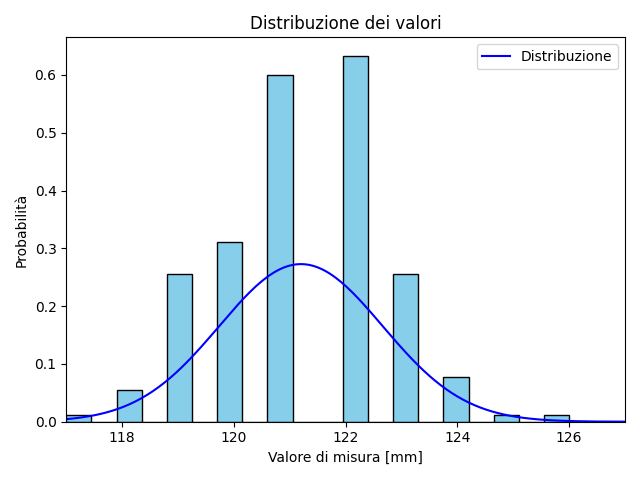 Distribuzione dei valori
Distribuzione
Probabilità
0.6
0.5
0.4
0.3
0.2
0.1
0.0
118 120 122 124 126
Valore di misura [mm]